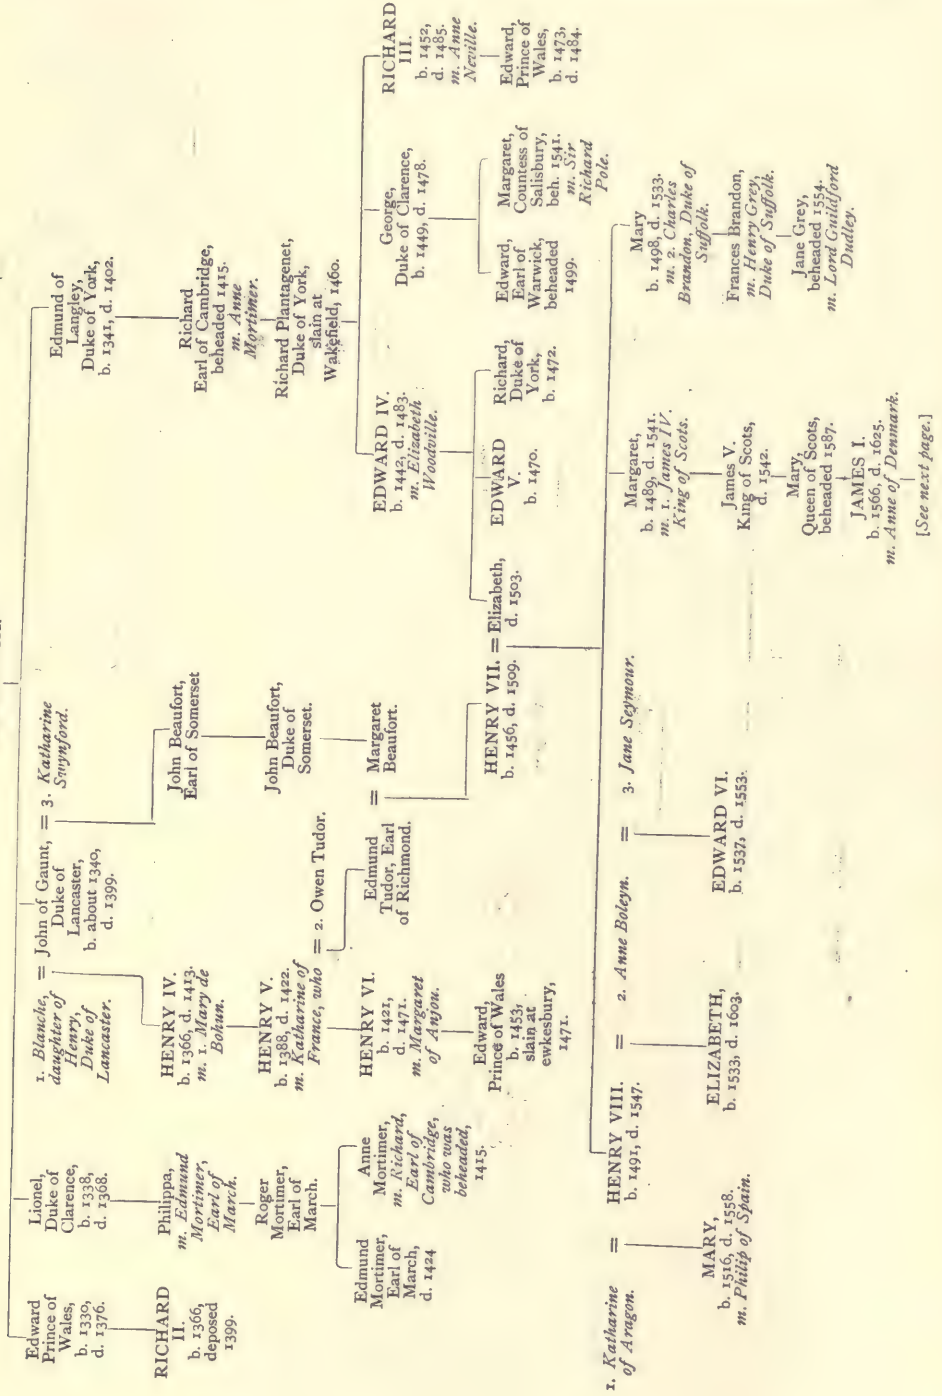 Edward
Prince of
Wales,
b. 1330,
d. 1376.
RICHARD
II.
b. 1366,
deposed
1399.
Lionel,
Duke of
Clarence,
b. 1338,
d. 1368.
Philippa,
m. Edmund
Mortimer,
Earl of
March.
Roger
Mortimer,
Earl of
March.
Edmund
Mortimer,
Earl of
March,
d. 1424
Anne
Mortimer,
m. Richard,
Earl of
Cambridge,
who was
beheaded,
1415.
1. Blanche,
daughter of
Henry,
Duke of
Lancaster.
= John of Gaunt, =
Duke of
Lancaster,
b. about 1340,
d. 1399.
3. Katharine
Swynford.
HENRY IV.
b. 1366, d. 1413.
m. 1. Mary de
Bohun.
HENRY V.
b. 1388, d. 1422.
m. Katharine of
France, who
= 2. Owen Tudor.
HENRY VI.
b. 1421,
d. 1471.
m. Margaret
of Anjou.
Edward,
Prince of Wales
b. 1453,
slain at
ewkesbury,
1471.
John Beaufort,
Earl of Somerset
John Beaufort,
Duke of
Somerset.
Edmund
Tudor, Earl
of Richmond.
=
Margaret
Beaufort.
Edmund of
Langley,
Duke of York,
b. 1341, d. 1402.
Richard
Earl of Cambridge,
beheaded 1415.
m. Anne
Mortimer.
Richard Plantagenet,
Duke of York,
slain at
Wakefield, 1460.
EDWARD IV.
b. 1442, d. 1483.
m. Elizabeth
Woodville.
George,
Duke of Clarence,
b. 1449, d. 1478.
RICHARD
III.
b. 1452,
d. 1485.
m. Anne
Neville.
HENRY VII. =
b. 1456, d. 1509.
Elizabeth,
d. 1503.
EDWARD
V.
b. 1470.
Richard,
Duke of
York,
b. 1472.
Edward,
Earl of
Warwick,
beheaded
1499.
Margaret,
Countess of
Salisbury,
beh. 1541.
m. Sir
Richard
Pole.
Edward,
Prince of
Wales,
b. 1473,
d. 1484.
1. Katharine
of Aragon.
=
HENRY VIII.
b. 1491, d. 1547.
=
2. Anne Boleyn.
=
3. Jane Seymour.
Margaret,
b. 1489, d. 1541.
m. 1. James IV.
King of Scots.
Mary
b. 1498, d. 1533.
m. 2. Charles
Brandon, Duke of
Suffolk.
MARY,
b. 1516, d. 1558.
m. Philip of Spain.
ELIZABETH,
b. 1533, d. 1603.
EDWARD VI.
b. 1537, d. 1553.
James V.
King of Scots,
d. 1542.
Mary,
Queen of Scots,
beheaded 1587.
JAMES I.
b. 1566, d. 1625.
m. Anne of Denmark.
[See next page.]
Frances Brandon,
m. Henry Grey,
Duke of Suffolk.
Jane Grey,
beheaded 1554.
m. Lord Guildford
Dudley.